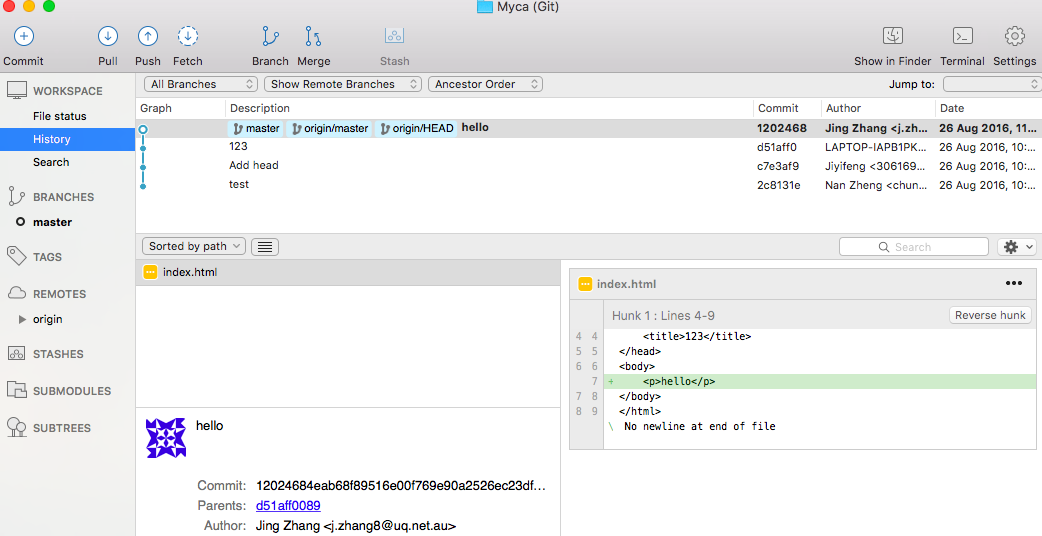 Myca (Git)
Commit Pull Push Fetch Branch Merge Stash Show in Finder Terminal Settings
WORKSPACE
File status
History
Search
BRANCHES
master
TAGS
REMOTES
origin
STASHES
SUBMODULES
SUBTREES
All Branches Show Remote Branches Ancestor Order Jump to:
Graph Description Commit Author Date
master origin/master origin/HEAD hello 1202468 Jing Zhang <j.zh... 26 Aug 2016, 11...
123 d51aff0 LAPTOP-IAPB1PK... 26 Aug 2016, 10:...
Add head c7e3af9 Jiyifeng <306169... 26 Aug 2016, 10:...
test 2c8131e Nan Zheng <chun... 26 Aug 2016, 10:...
Sorted by path Search
index.html
hello
Commit: 12024684eab68f89516e00f769e90a2526ec23df...
Parents: d51aff0089
Author: Jing Zhang <j.zhang8@uq.net.au>
index.html
Hunk 1 : Lines 4-9 Reverse hunk
4 4 <title>123</title>
5 5 </head>
6 6 <body>
7 + <p>hello</p>
7 8 </body>
8 9 </html>
\ No newline at end of file